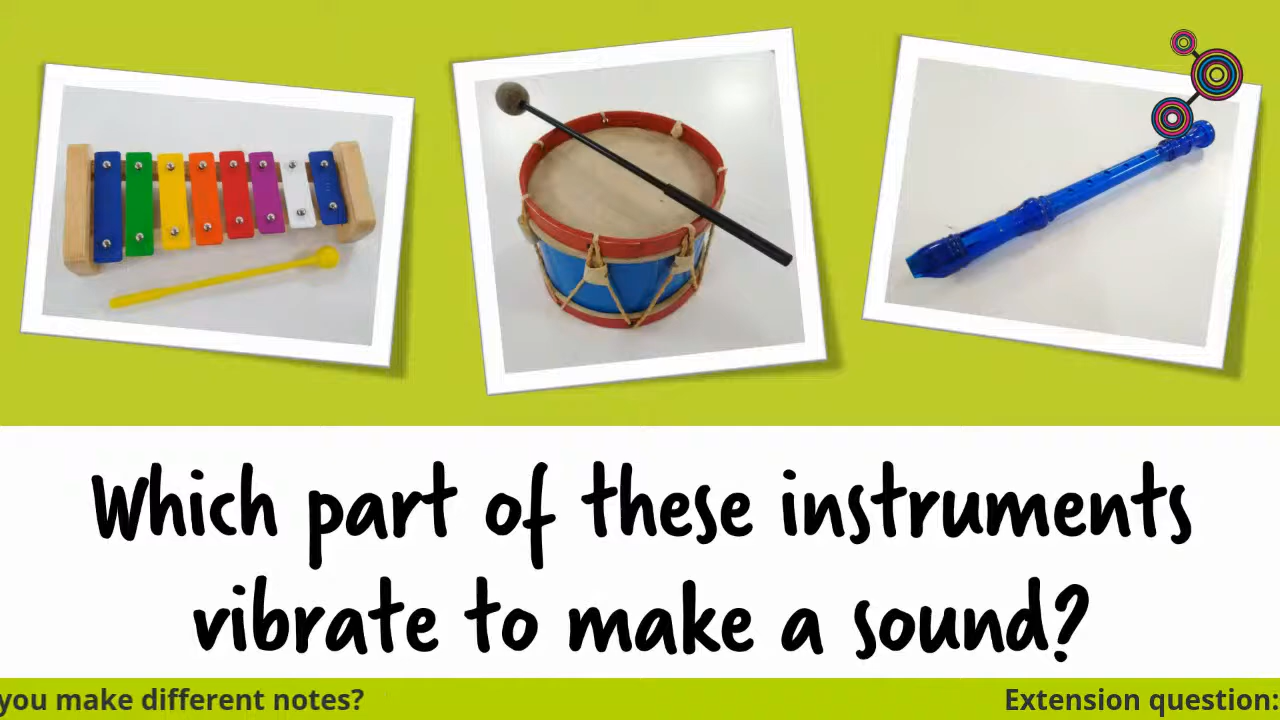 Which part of these instruments
vibrate to make a sound?
you make different notes?
Extension question: